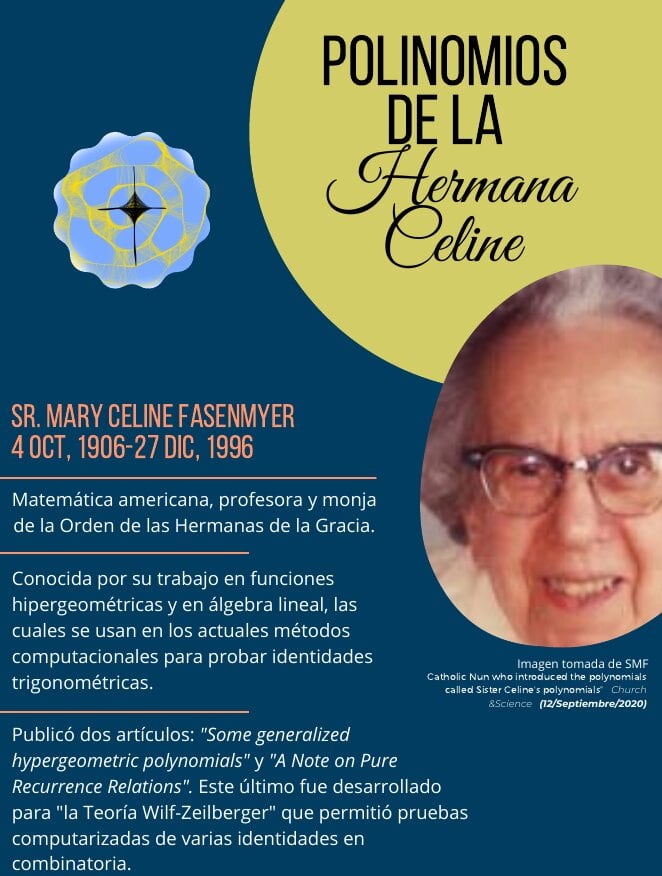 POLINOMIOS
DE LA
Hermana
Celine
SR. MARY CELINE FASENMYER
4 OCT, 1906-27 DIC, 1996
Matemática americana, profesora y monja
de la Orden de las Hermanas de la Gracia.
Conocida por su trabajo en funciones
hipergeométricas y en álgebra lineal, las
cuales se usan en los actuales métodos
computacionales para probar identidades
trigonométricas.
Imagen tomada de SMF
Catholic Nun who introduced the polynomials
called Sister Celine's polynomials" Church
&Science (12/Septiembre/2020)
Publicó dos artículos: "Some generalized
hypergeometric polynomials" y "A Note on Pure
Recurrence Relations". Este último fue desarrollado
para "la Teoría Wilf-Zeilberger" que permitió pruebas
computarizadas de varias identidades en
combinatoria.